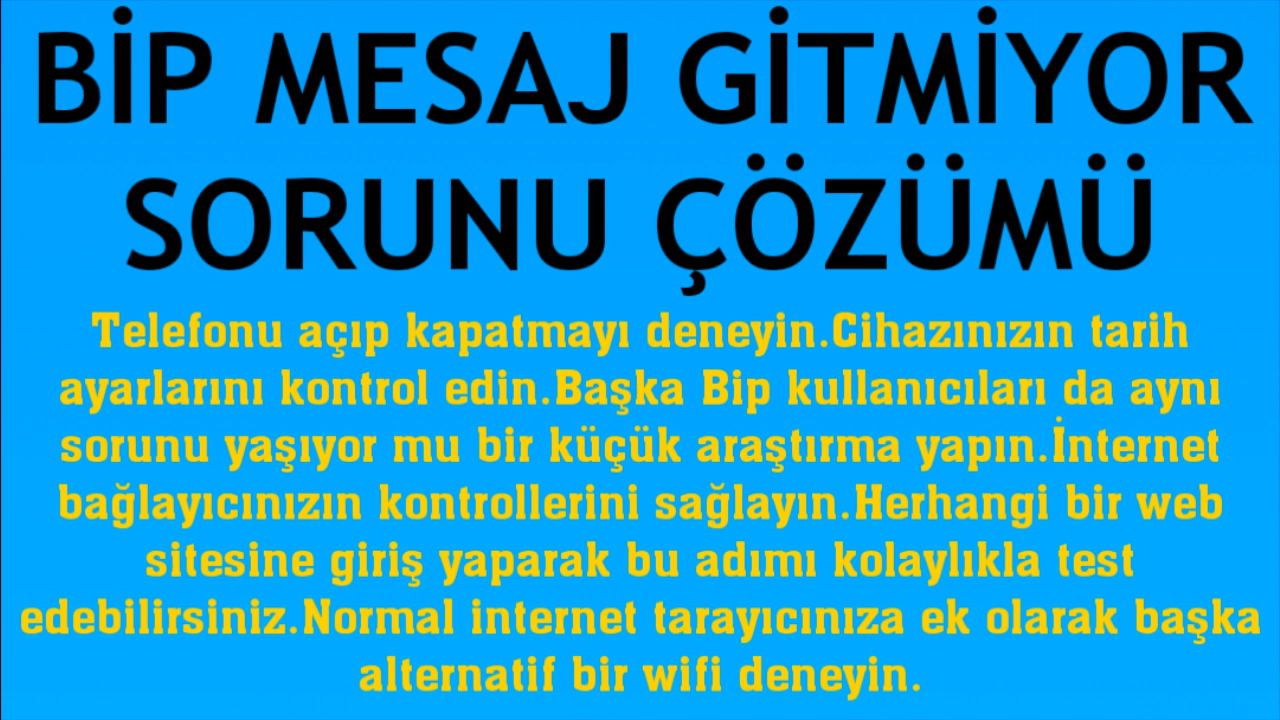 BİP MESAJ GİTMİYOR
SORUNU ÇÖZÜMÜ
Telefonu açıp kapatmayı deneyin.Cihazınızın tarih
ayarlarını kontrol edin.Başka Bip kullanıcıları da aynı
sorunu yaşıyor mu bir küçük araştırma yapın.İnternet
bağlayıcınızın kontrollerini sağlayın.Herhangi bir web
sitesine giriş yaparak bu adımı kolaylıkla test
edebilirsiniz.Normal internet tarayıcınıza ek olarak başka
alternatif bir wifi deneyin.